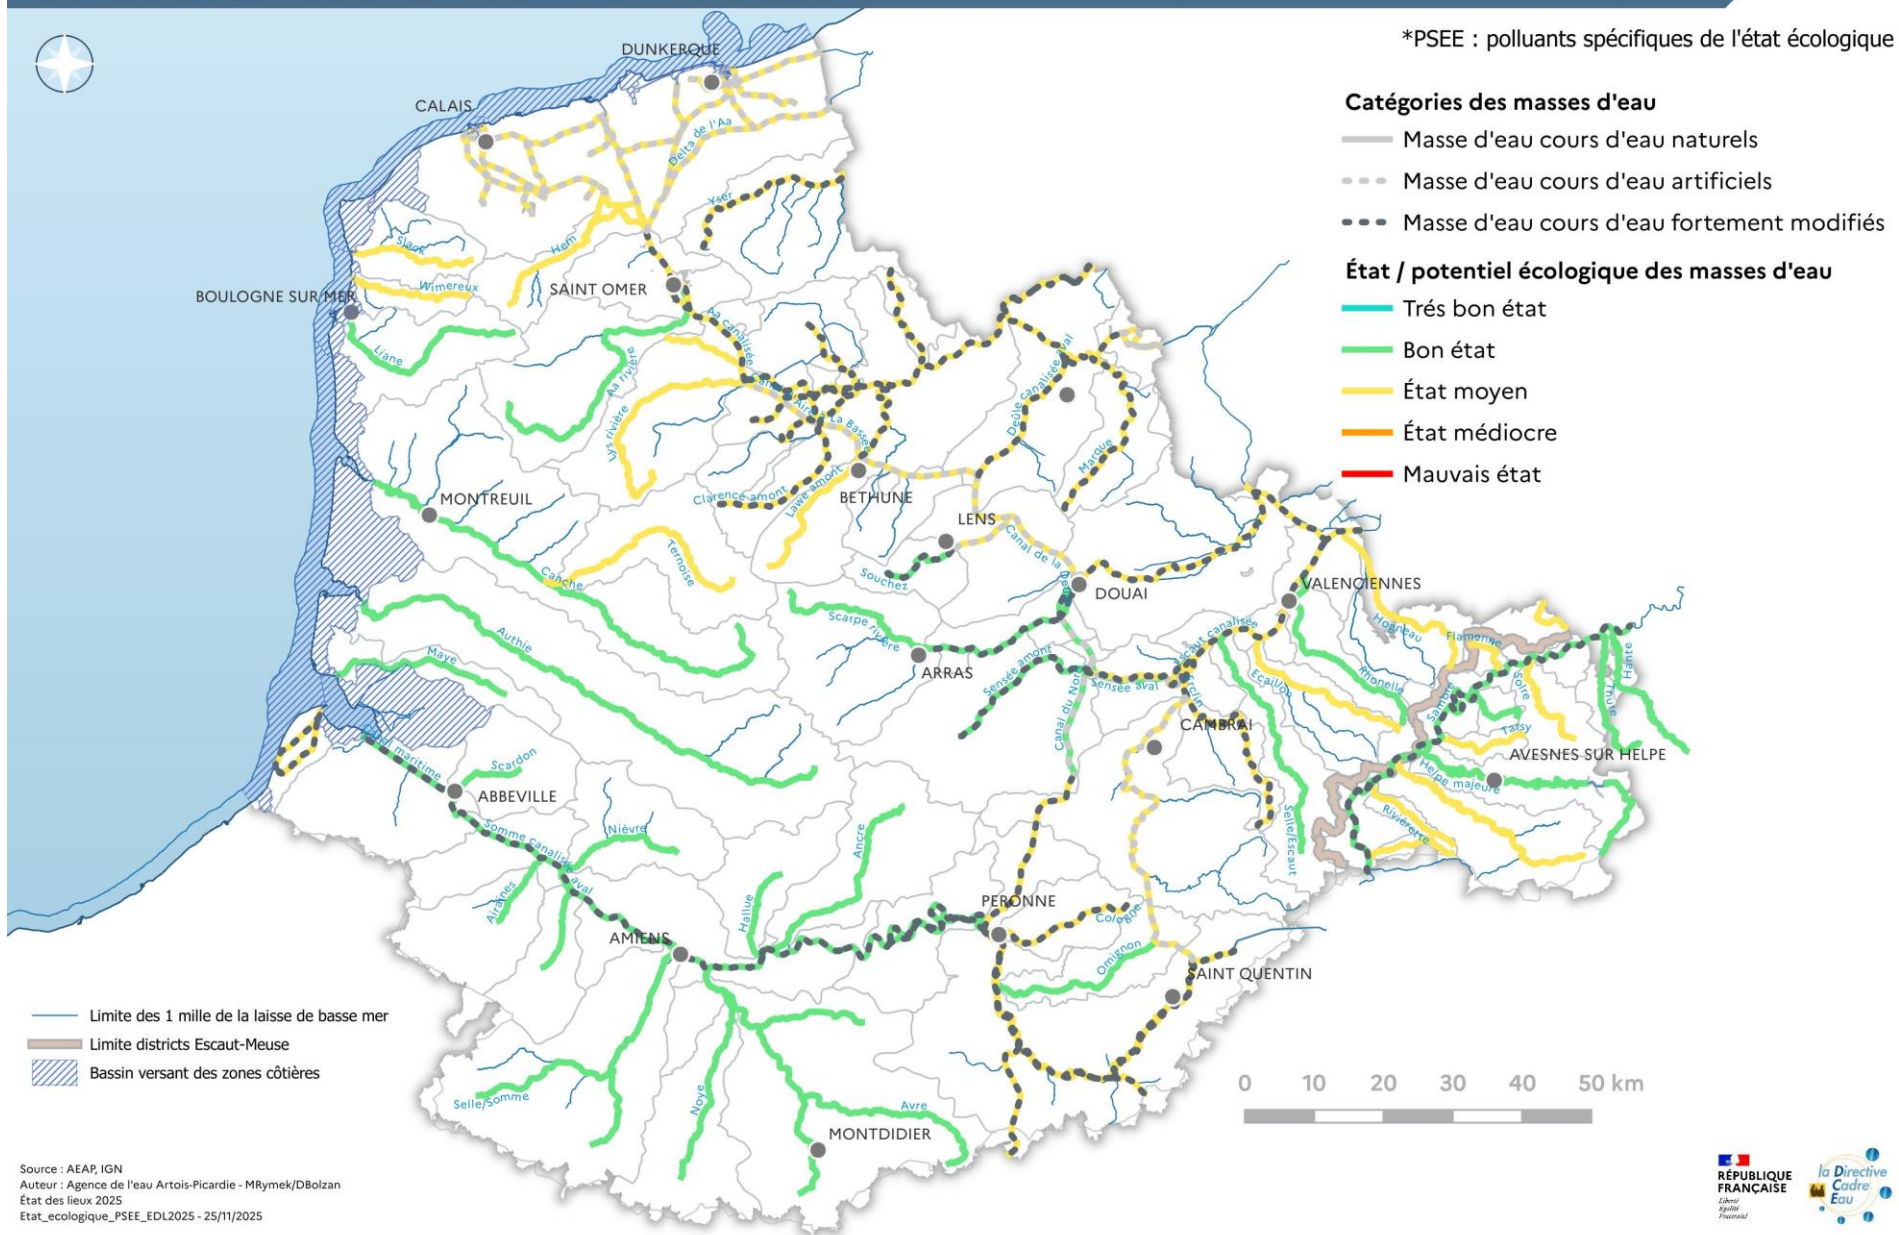 *PSEE : polluants spécifiques de l'état écologique
Catégories des masses d'eau
Masse d'eau cours d'eau naturels
Masse d'eau cours d'eau artificiels
Masse d'eau cours d'eau fortement modifiés
État / potentiel écologique des masses d'eau
Trés bon état
Bon état
État moyen
État médiocre
Mauvais état
DUNKERQUE
CALAIS
Delta de l'Aa
Yser
Slack
Hem
Wimereux
BOULOGNE SUR MER
SAINT OMER
Liane
Aa canalisée
Aa rivière
Lys rivière
Deûle canalisée aval
Marque
Clarence amont
Lawe amont
BETHUNE
MONTREUIL
LENS
Canche
Ternoise
Souchez
DOUAI
VALENCIENNES
Hogneau
Flamenne
Hante
Thure
Solre
Sambre
Tarsy
Authie
Maye
Scarpe rivière
ARRAS
Sensée amont
Sensée aval
Escaut canalisée
Erclin
Ecaillon
Rhonelle
Canal du Nord
CAMBRAI
AVESNES SUR HELPE
Helpe majeure
Riviérette
Selle/Escaut
maritime
Scardon
ABBEVILLE
Somme canalisée aval
Nièvre
Airaines
Ancre
Hallue
AMIENS
PERONNE
Cologne
Omignon
SAINT QUENTIN
Selle/Somme
Noye
Avre
MONTDIDIER
Limite des 1 mille de la laisse de basse mer
Limite districts Escaut-Meuse
Bassin versant des zones côtières
0 10 20 30 40 50 km
Source : AEAP, IGN
Auteur : Agence de l'eau Artois-Picardie - MRymek/DBolzan
État des lieux 2025
Etat_ecologique_PSEE_EDL2025 - 25/11/2025
RÉPUBLIQUE
FRANÇAISE
Liberté
Égalité
Fraternité
la Directive
Cadre
Eau